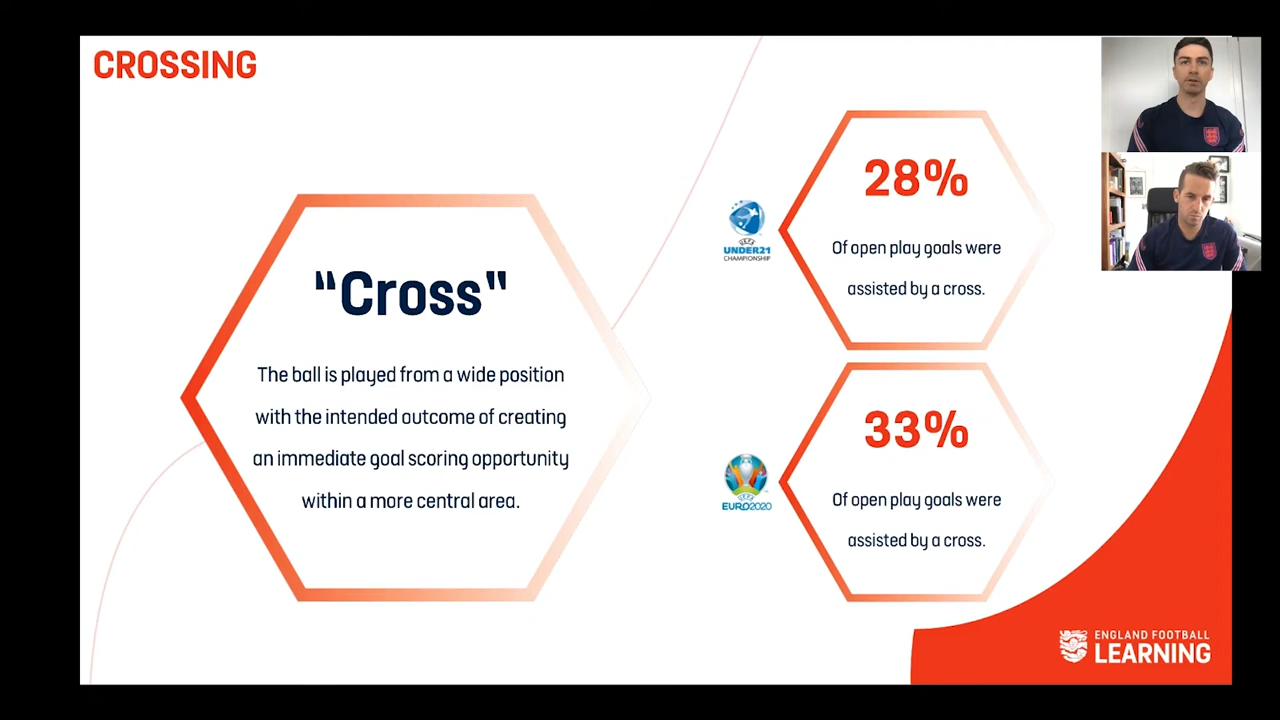 CROSSING
“Cross"
The ball is played from a wide position
with the intended outcome of creating
an immediate goal scoring opportunity
within a more central area.
UEFA
UNDER21
CHAMPIONSHIP
28%
Of open play goals were
assisted by a cross.
UEFA
EURO2020
33%
Of open play goals were
assisted by a cross.
ENGLAND FOOTBALL
LEARNING